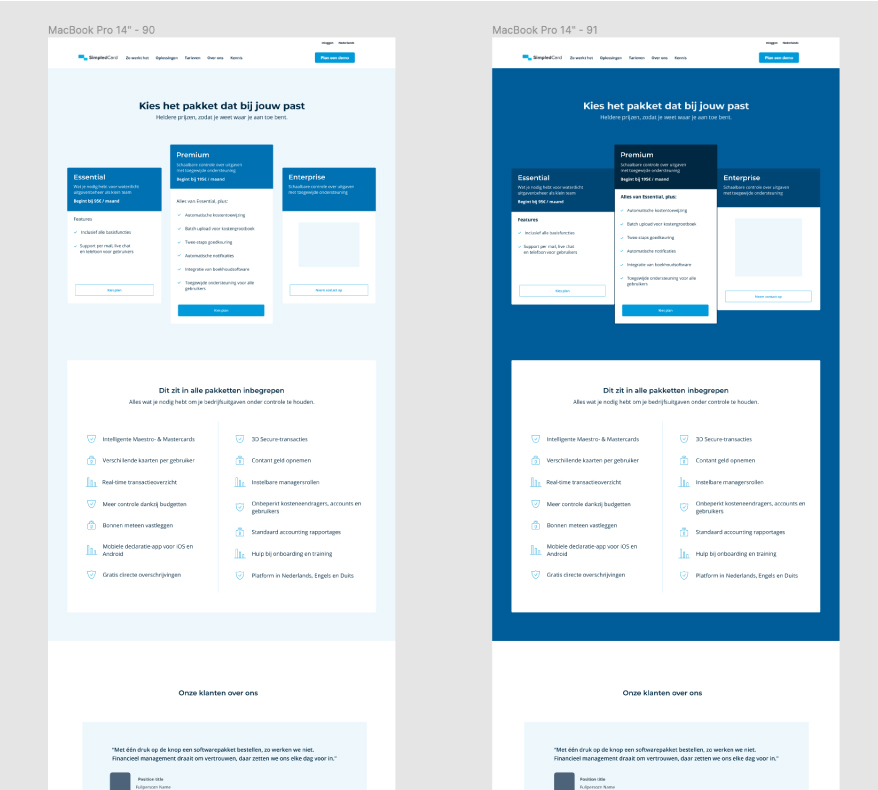 MacBook Pro 14" - 90
Inloggen Nederlands
SimpledCard Zo werkt het Oplossingen Tarieven Over ons Kennis Plan een demo
Kies het pakket dat bij jouw past
Heldere prijzen, zodat je weet waar je aan toe bent.
Essential
Wat je nodig hebt voor waterdicht
uitgavenbeheer als klein team
Begint bij 95€ / maand
Features
Inclusief alle basisfuncties
Support per mail, live chat
en telefoon voor gebruikers
Kies plan
Premium
Schaalbare controle over uitgaven
met toegewijde ondersteuning
Begint bij 195€ / maand
Alles van Essential, plus:
Automatische kostentoewijzing
Batch upload voor kostengrootboek
Twee-staps goedkeuring
Automatische notificaties
Integratie van boekhoudsoftware
Toegewijde ondersteuning voor alle
gebruikers
Kies plan
Enterprise
Schaalbare controle over uitgaven
met toegewijde ondersteuning
Neem contact op
Dit zit in alle pakketten inbegrepen
Alles wat je nodig hebt om je bedrijfsuitgaven onder controle te houden.
Intelligente Maestro- & Mastercards
Verschillende kaarten per gebruiker
Real-time transactieoverzicht
Meer controle dankzij budgetten
Bonnen meteen vastleggen
Mobiele declaratie-app voor iOS en
Android
Gratis directe overschrijvingen
3D Secure-transacties
Contant geld opnemen
Instelbare managersrollen
Onbeperkt kosteneendragers, accounts en
gebruikers
Standaard accounting rapportages
Hulp bij onboarding en training
Platform in Nederlands, Engels en Duits
Onze klanten over ons
"Met één druk op de knop een softwarepakket bestellen, zo werken we niet.
Financieel management draait om vertrouwen, daar zetten we ons elke dag voor in."
Position title
Fullperson Name
MacBook Pro 14" - 91
Inloggen Nederlands
SimpledCard Zo werkt het Oplossingen Tarieven Over ons Kennis Plan een demo
Kies het pakket dat bij jouw past
Heldere prijzen, zodat je weet waar je aan toe bent.
Essential
Wat je nodig hebt voor waterdicht
uitgavenbeheer als klein team
Begint bij 95€ / maand
Features
Inclusief alle basisfuncties
Support per mail, live chat
en telefoon voor gebruikers
Kies plan
Premium
Schaalbare controle over uitgaven
met toegewijde ondersteuning
Begint bij 195€ / maand
Alles van Essential, plus:
Automatische kostentoewijzing
Batch upload voor kostengrootboek
Twee-staps goedkeuring
Automatische notificaties
Integratie van boekhoudsoftware
Toegewijde ondersteuning voor alle
gebruikers
Kies plan
Enterprise
Schaalbare controle over uitgaven
met toegewijde ondersteuning
Neem contact op
Dit zit in alle pakketten inbegrepen
Alles wat je nodig hebt om je bedrijfsuitgaven onder controle te houden.
Intelligente Maestro- & Mastercards
Verschillende kaarten per gebruiker
Real-time transactieoverzicht
Meer controle dankzij budgetten
Bonnen meteen vastleggen
Mobiele declaratie-app voor iOS en
Android
Gratis directe overschrijvingen
3D Secure-transacties
Contant geld opnemen
Instelbare managersrollen
Onbeperkt kosteneendragers, accounts en
gebruikers
Standaard accounting rapportages
Hulp bij onboarding en training
Platform in Nederlands, Engels en Duits
Onze klanten over ons
"Met één druk op de knop een softwarepakket bestellen, zo werken we niet.
Financieel management draait om vertrouwen, daar zetten we ons elke dag voor in."
Position title
Fullperson Name